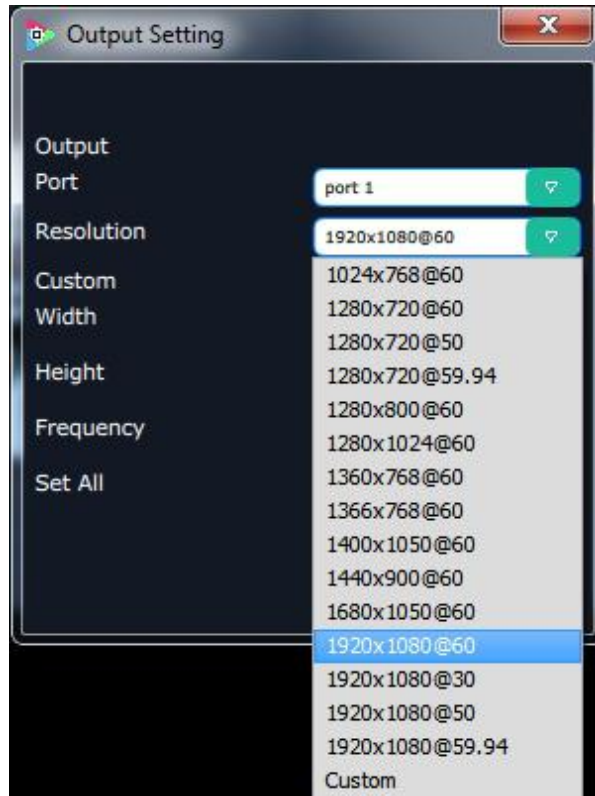 Output Setting
Output
Port
port 1
Resolution
1920x1080@60
Custom
Width
Height
Frequency
Set All
1024x768@60
1280x720@60
1280x720@50
1280x720@59.94
1280x800@60
1280x1024@60
1360x768@60
1366x768@60
1400x1050@60
1440x900@60
1680x1050@60
1920x1080@60
1920x1080@30
1920x1080@50
1920x1080@59.94
Custom